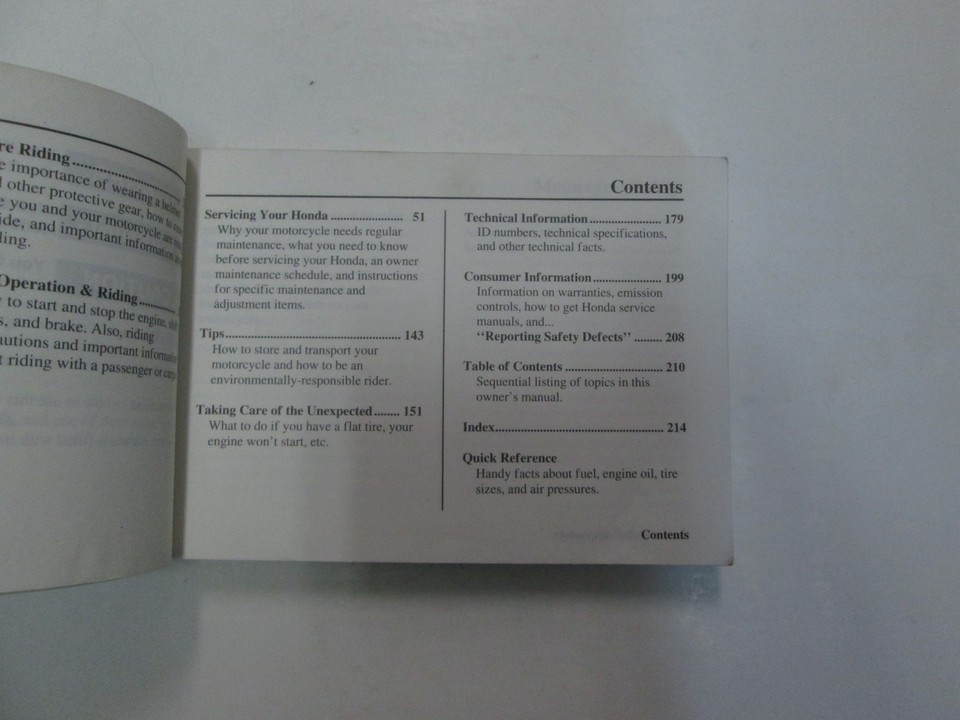 re Riding
e importance of wearing a helmet
other protective gear, how to
e you and your motorcycle are
ide, and important information
ling.
Operation & Riding
to start and stop the engine,
s, and brake. Also, riding
autions and important information
t riding with a passenger or
Contents
Servicing Your Honda ........................ 51
Why your motorcycle needs regular
maintenance, what you need to know
before servicing your Honda, an owner
maintenance schedule, and instructions
for specific maintenance and
adjustment items.
Tips.......................................................... 143
How to store and transport your
motorcycle and how to be an
environmentally-responsible rider.
Taking Care of the Unexpected........ 151
What to do if you have a flat tire, your
engine won't start, etc.
Technical Information........................ 179
ID numbers, technical specifications,
and other technical facts.
Consumer Information....................... 199
Information on warranties, emission
controls, how to get Honda service
manuals, and...
“Reporting Safety Defects” ......... 208
Table of Contents ................................ 210
Sequential listing of topics in this
owner's manual.
Index........................................................ 214
Quick Reference
Handy facts about fuel, engine oil, tire
sizes, and air pressures.
Contents